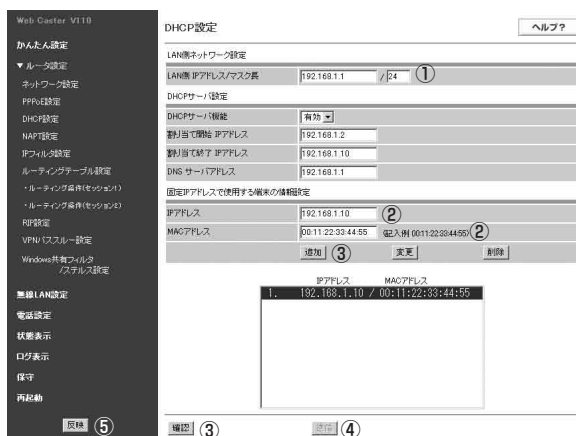 Web Caster V110
かんたん設定
▼ ルータ設定
ネットワーク設定
PPPoE設定
DHCP設定
NAPT設定
IPフィルタ設定
ルーティングテーブル設定
・ルーティング条件(セッション1)
・ルーティング条件(セッション2)
RIP設定
VPNパススルー設定
Windows共有フィルタ
/ステルス設定
無線LAN設定
電話設定
状態表示
ログ表示
保守
再起動
反映 ⑤
DHCP設定 ヘルプ?
LAN側ネットワーク設定
LAN側 IPアドレス/マスク長 192.168.1.1 / 24 ①
DHCPサーバ設定
DHCPサーバ機能 有効
割り当て開始 IPアドレス 192.168.1.2
割り当て終了 IPアドレス 192.168.1.10
DNS サーバアドレス 192.168.1.1
固定IPアドレスで使用する端末の情報設定
IPアドレス 192.168.1.10 ②
MACアドレス 00:11:22:33:44:55 (記入例 00:11:22:33:44:55) ②
追加 ③ 変更 削除
IPアドレス MACアドレス
1. 192.168.1.10 / 00:11:22:33:44:55
確認 ③ 送信 ④